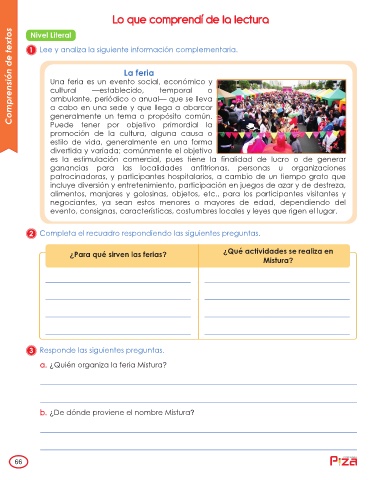 Lo que comprendí de la lectura
Comprensión de textos
Nivel Literal
1 Lee y analiza la siguiente información complementaria.
La feria
Una feria es un evento social, económico y
cultural —establecido, temporal o
ambulante, periódico o anual— que se lleva
a cabo en una sede y que llega a abarcar
generalmente un tema o propósito común.
Puede tener por objetivo primordial la
promoción de la cultura, alguna causa o
estilo de vida, generalmente en una forma
divertida y variada; comúnmente el objetivo
es la estimulación comercial, pues tiene la finalidad de lucro o de generar
ganancias para las localidades anfitrionas, personas u organizaciones
patrocinadoras, y participantes hospitalarios, a cambio de un tiempo grato que
incluye diversión y entretenimiento, participación en juegos de azar y de destreza,
alimentos, manjares y golosinas, objetos, etc., para los participantes visitantes y
negociantes, ya sean estos menores o mayores de edad, dependiendo del
evento, consignas, características, costumbres locales y leyes que rigen el lugar.
2 Completa el recuadro respondiendo las siguientes preguntas.
¿Para qué sirven las ferias?
¿Qué actividades se realiza en
Mistura?
3 Responde las siguientes preguntas.
a. ¿Quién organiza la feria Mistura?
b. ¿De dónde proviene el nombre Mistura?
66